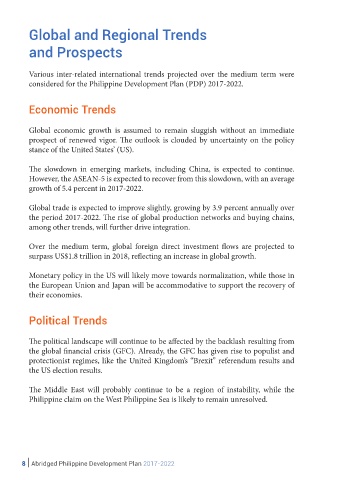 Global and Regional Trends
and Prospects
Various inter-related international trends projected over the medium term were
considered for the Philippine Development Plan (PDP) 2017-2022.
Economic Trends
Global economic growth is assumed to remain sluggish without an immediate
prospect of renewed vigor. The outlook is clouded by uncertainty on the policy
stance of the United States' (US).
The slowdown in emerging markets, including China, is expected to continue.
However, the ASEAN-5 is expected to recover from this slowdown, with an average
growth of 5.4 percent in 2017-2022.
Global trade is expected to improve slightly, growing by 3.9 percent annually over
the period 2017-2022. The rise of global production networks and buying chains,
among other trends, will further drive integration.
Over the medium term, global foreign direct investment flows are projected to
surpass US$1.8 trillion in 2018, reflecting an increase in global growth.
Monetary policy in the US will likely move towards normalization, while those in
the European Union and Japan will be accommodative to support the recovery of
their economies.
Political Trends
The political landscape will continue to be affected by the backlash resulting from
the global financial crisis (GFC). Already, the GFC has given rise to populist and
protectionist regimes, like the United Kingdom's "Brexit" referendum results and
the US election results.
The Middle East will probably continue to be a region of instability, while the
Philippine claim on the West Philippine Sea is likely to remain unresolved.
8 | Abridged Philippine Development Plan 2017-2022